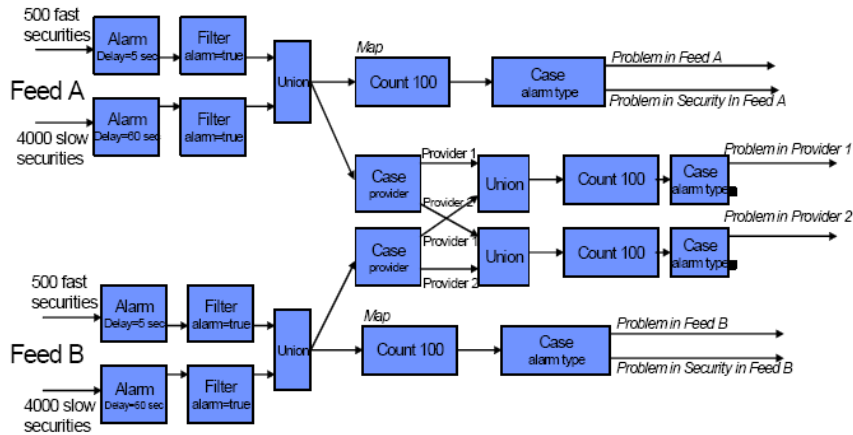 500 fast
securities
Alarm
Delay=5 sec
Filter
alarm=true
Union
Map
Count 100
Case
alarm type
Problem in Feed A
Problem in Security In Feed A
Feed A
4000 slow
securities
Alarm
Delay=60 sec
Filter
alarm=true
Case
provider
Provider 1
Provider 2
Union
Count 100
Case
alarm type
Problem in Provider 1
Case
provider
Provider 1
Provider 2
Union
Count 100
Case
alarm type
Problem in Provider 2
500 fast
securities
Alarm
Delay=5 sec
Filter
alarm=true
Union
Map
Count 100
Case
alarm type
Problem in Feed B
Problem in Security in Feed B
Feed B
4000 slow
securities
Alarm
Delay=60 sec
Filter
alarm=true